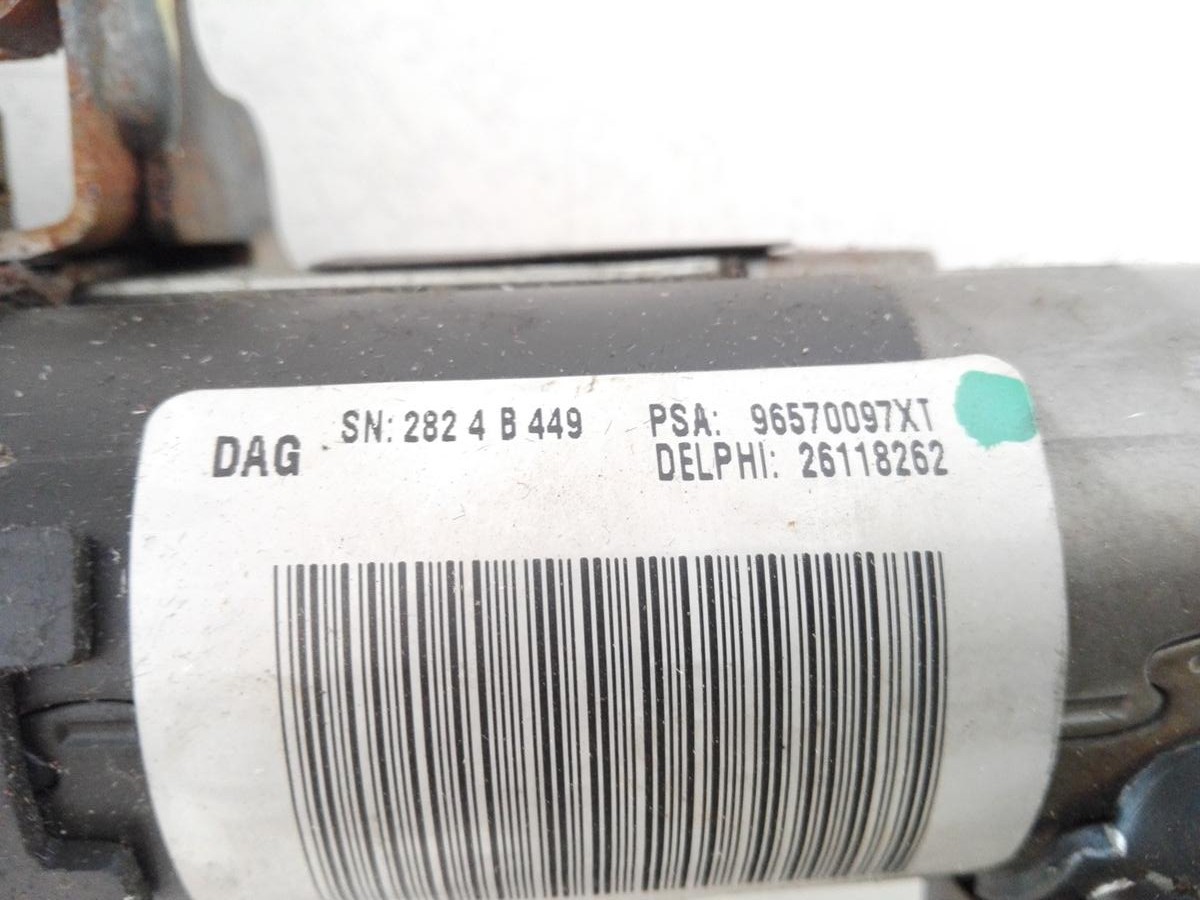 DAG SN: 282 4 B 449 PSA: 96570097XT
DELPHI: 26118262